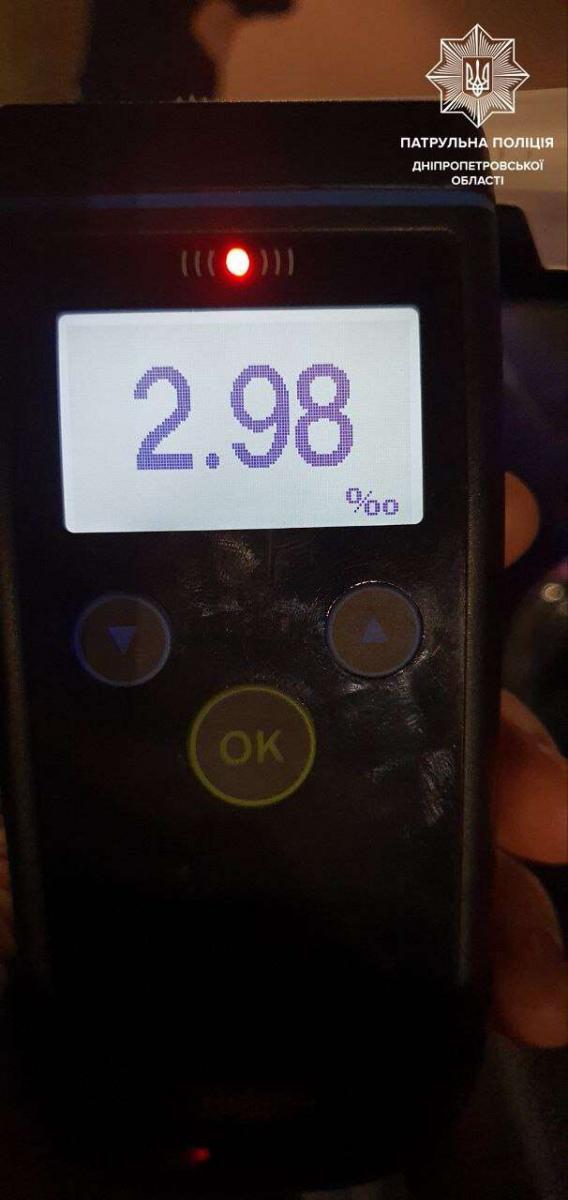 ПАТРУЛЬНА ПОЛІЦІЯ
ДНІПРОПЕТРОВСЬКОЇ
ОБЛАСТІ
2.98
‰
OK